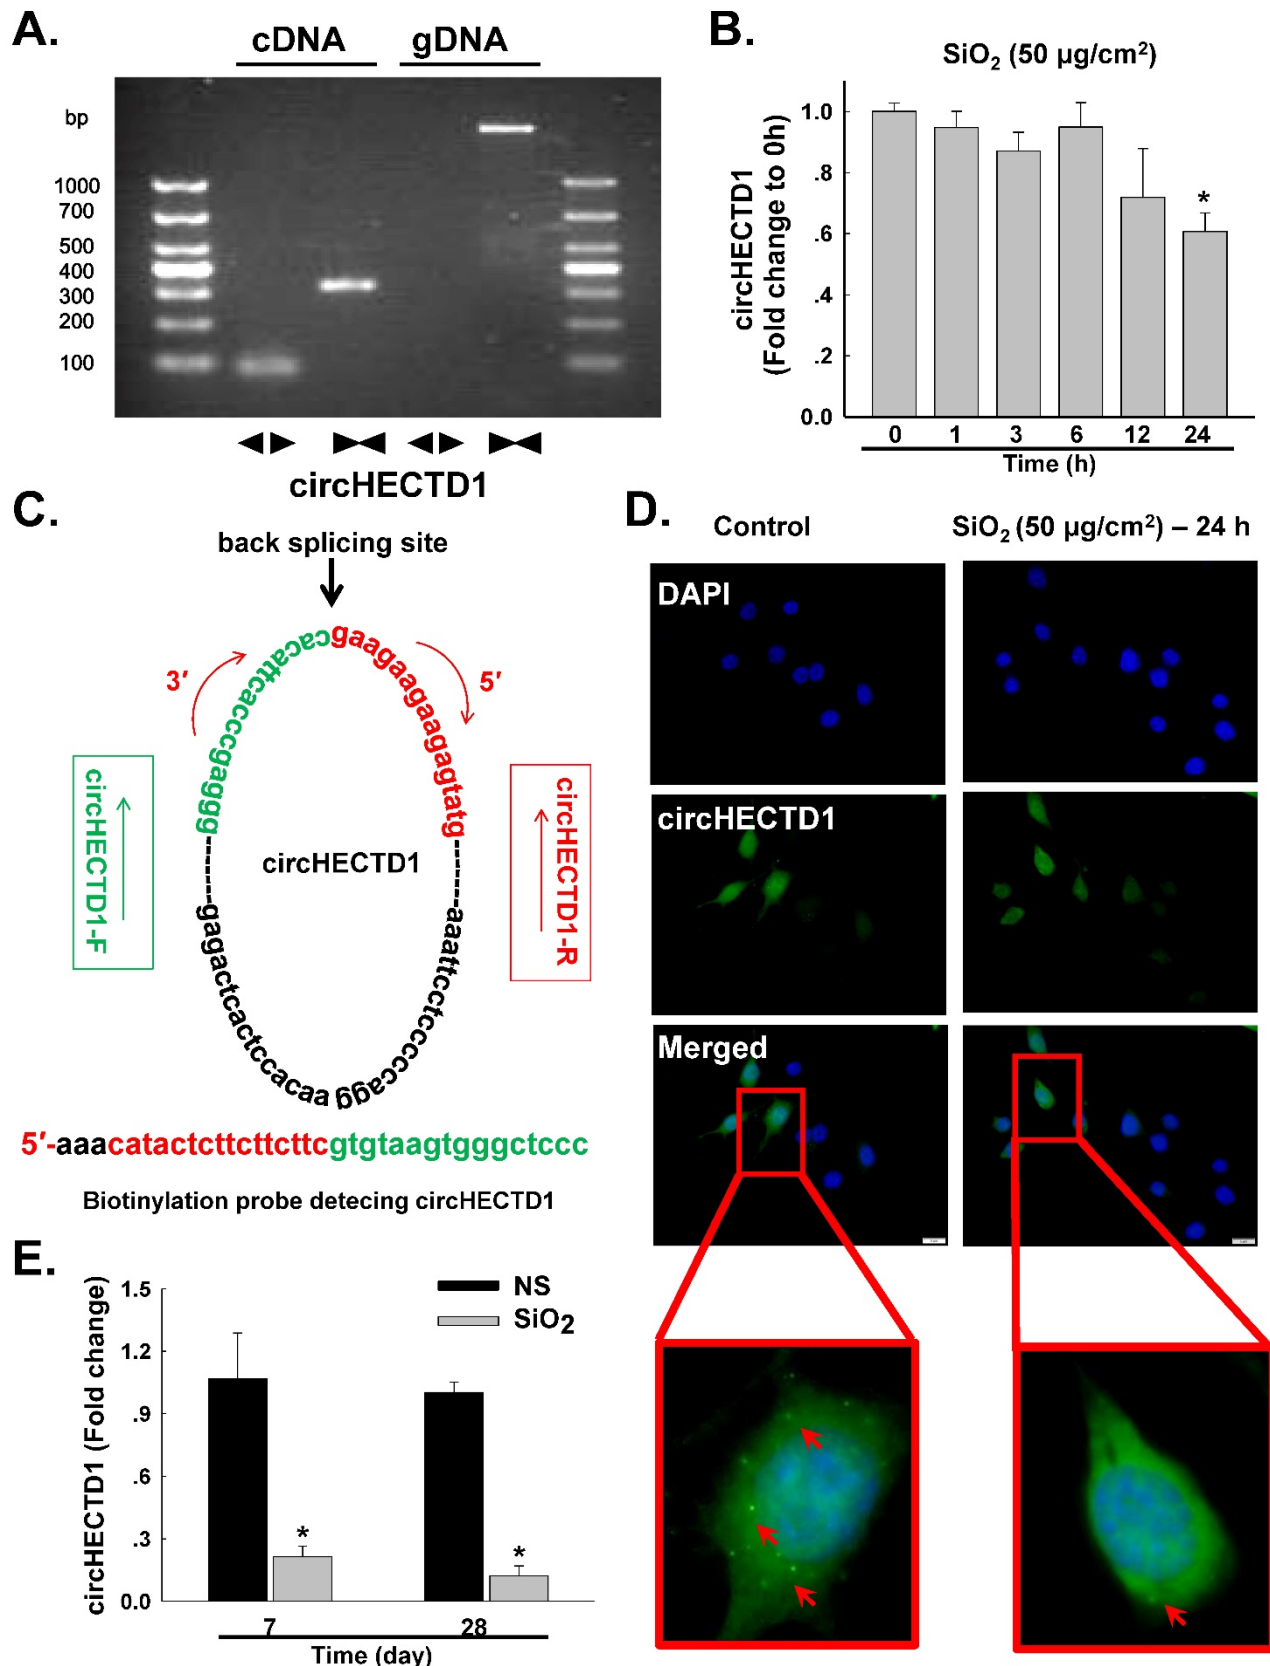 A.
cDNA gDNA
bp
1000
700
500
400
300
200
100
circHECTD1
B.
SiO2 (50 µg/cm²)
circHECTD1
(Fold change to 0h)
1.0
.8
.6
.4
.2
0.0
*
0 1 3 6 12 24
Time (h)
C.
back splicing site
3′
5′
cacattcacccgaggg
gaagaagaagagtatg
circHECTD1-F
circHECTD1
circHECTD1-R
gagactcactccacaa
aaattcctccccagg
5′-aaacatactcttcttcttcgtgtaagtgggctccc
Biotinylation probe detecing circHECTD1
D.
Control
SiO2 (50 µg/cm²) – 24 h
DAPI
circHECTD1
Merged
E.
circHECTD1 (Fold change)
1.5
1.2
.9
.6
.3
0.0
NS
SiO2
*
*
7 28
Time (day)